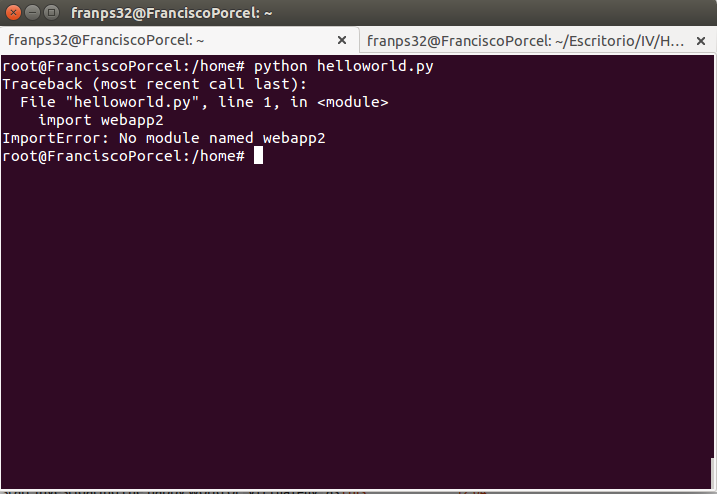 franps32@FranciscoPorcel: ~
franps32@FranciscoPorcel: ~
franps32@FranciscoPorcel: ~/Escritorio/IV/H...
root@FranciscoPorcel:/home# python helloworld.py
Traceback (most recent call last):
  File "helloworld.py", line 1, in <module>
    import webapp2
ImportError: No module named webapp2
root@FranciscoPorcel:/home#